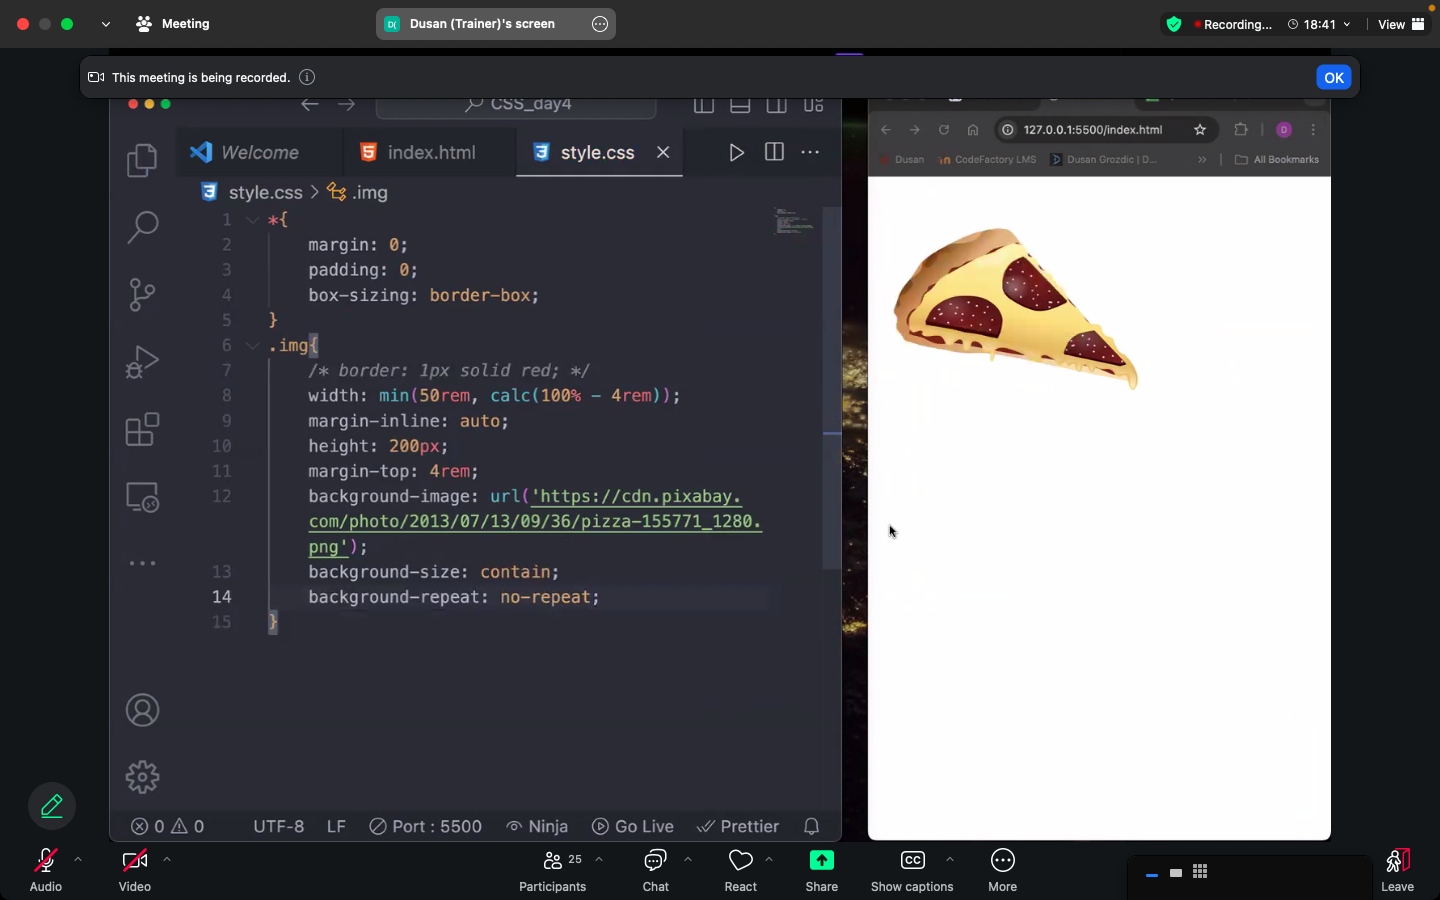 Meeting
D( Dusan (Trainer)'s screen
Recording...
18:41
View
This meeting is being recorded.
OK
CSS_day4
Welcome
index.html
style.css
style.css > .img
1 *{
2 margin: 0;
3 padding: 0;
4 box-sizing: border-box;
5 }
6 .img{
7 /* border: 1px solid red; */
8 width: min(50rem, calc(100% - 4rem));
9 margin-inline: auto;
10 height: 200px;
11 margin-top: 4rem;
12 background-image: url('https://cdn.pixabay.
com/photo/2013/07/13/09/36/pizza-155771_1280.
png');
13 background-size: contain;
14 background-repeat: no-repeat;
15 }
0 0
UTF-8
LF
Port : 5500
Ninja
Go Live
Prettier
127.0.0.1:5500/index.html
D
Dusan
CodeFactory LMS
Dusan Grozdic | D...
All Bookmarks
Audio
Video
25
Participants
Chat
React
Share
CC
Show captions
More
Leave